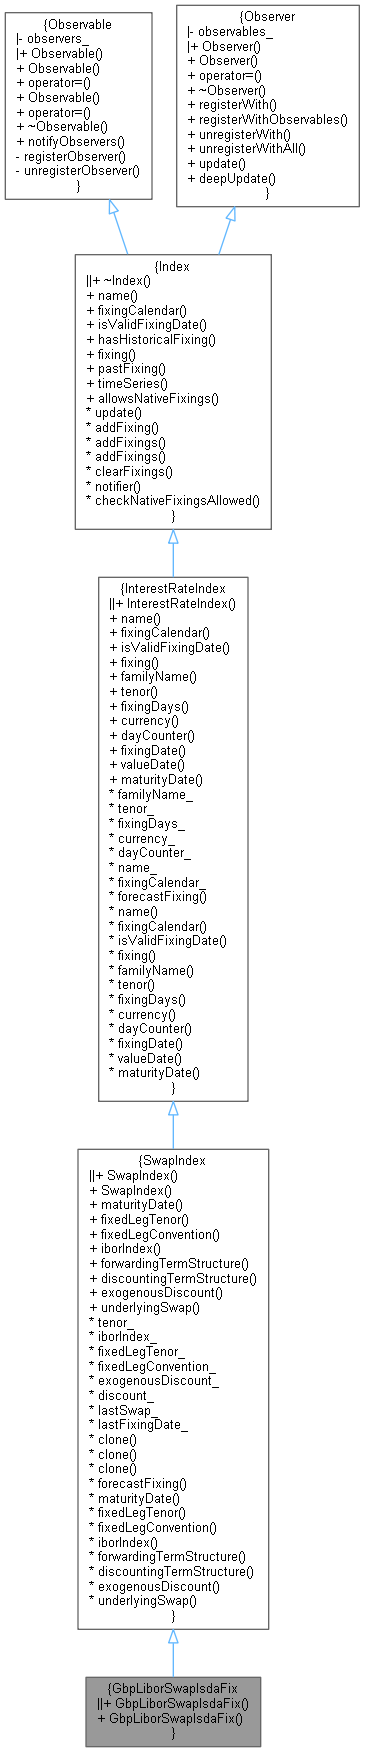 {Observable
|- observers_
|+ Observable()
+ Observable()
+ operator=()
+ Observable()
+ operator=()
+ ~Observable()
+ notifyObservers()
- registerObserver()
- unregisterObserver()
}
{Observer
|- observables_
|+ Observer()
+ Observer()
+ operator=()
+ ~Observer()
+ registerWith()
+ registerWithObservables()
+ unregisterWith()
+ unregisterWithAll()
+ update()
+ deepUpdate()
}
{Index
||+ ~Index()
+ name()
+ fixingCalendar()
+ isValidFixingDate()
+ hasHistoricalFixing()
+ fixing()
+ pastFixing()
+ timeSeries()
+ allowsNativeFixings()
* update()
* addFixing()
* addFixings()
* addFixings()
* clearFixings()
* notifier()
* checkNativeFixingsAllowed()
}
{InterestRateIndex
||+ InterestRateIndex()
+ name()
+ fixingCalendar()
+ isValidFixingDate()
+ fixing()
+ familyName()
+ tenor()
+ fixingDays()
+ currency()
+ dayCounter()
+ fixingDate()
+ valueDate()
+ maturityDate()
* familyName_
* tenor_
* fixingDays_
* currency_
* dayCounter_
* name_
* fixingCalendar_
* forecastFixing()
* name()
* fixingCalendar()
* isValidFixingDate()
* fixing()
* familyName()
* tenor()
* fixingDays()
* currency()
* dayCounter()
* fixingDate()
* valueDate()
* maturityDate()
}
{SwapIndex
||+ SwapIndex()
+ SwapIndex()
+ maturityDate()
+ fixedLegTenor()
+ fixedLegConvention()
+ iborIndex()
+ forwardingTermStructure()
+ discountingTermStructure()
+ exogenousDiscount()
+ underlyingSwap()
* tenor_
* iborIndex_
* fixedLegTenor_
* fixedLegConvention_
* exogenousDiscount_
* discount_
* lastSwap_
* lastFixingDate_
* clone()
* clone()
* clone()
* forecastFixing()
* maturityDate()
* fixedLegTenor()
* fixedLegConvention()
* iborIndex()
* forwardingTermStructure()
* discountingTermStructure()
* exogenousDiscount()
* underlyingSwap()
}
{GbpLiborSwapIsdaFix
||+ GbpLiborSwapIsdaFix()
+ GbpLiborSwapIsdaFix()
}